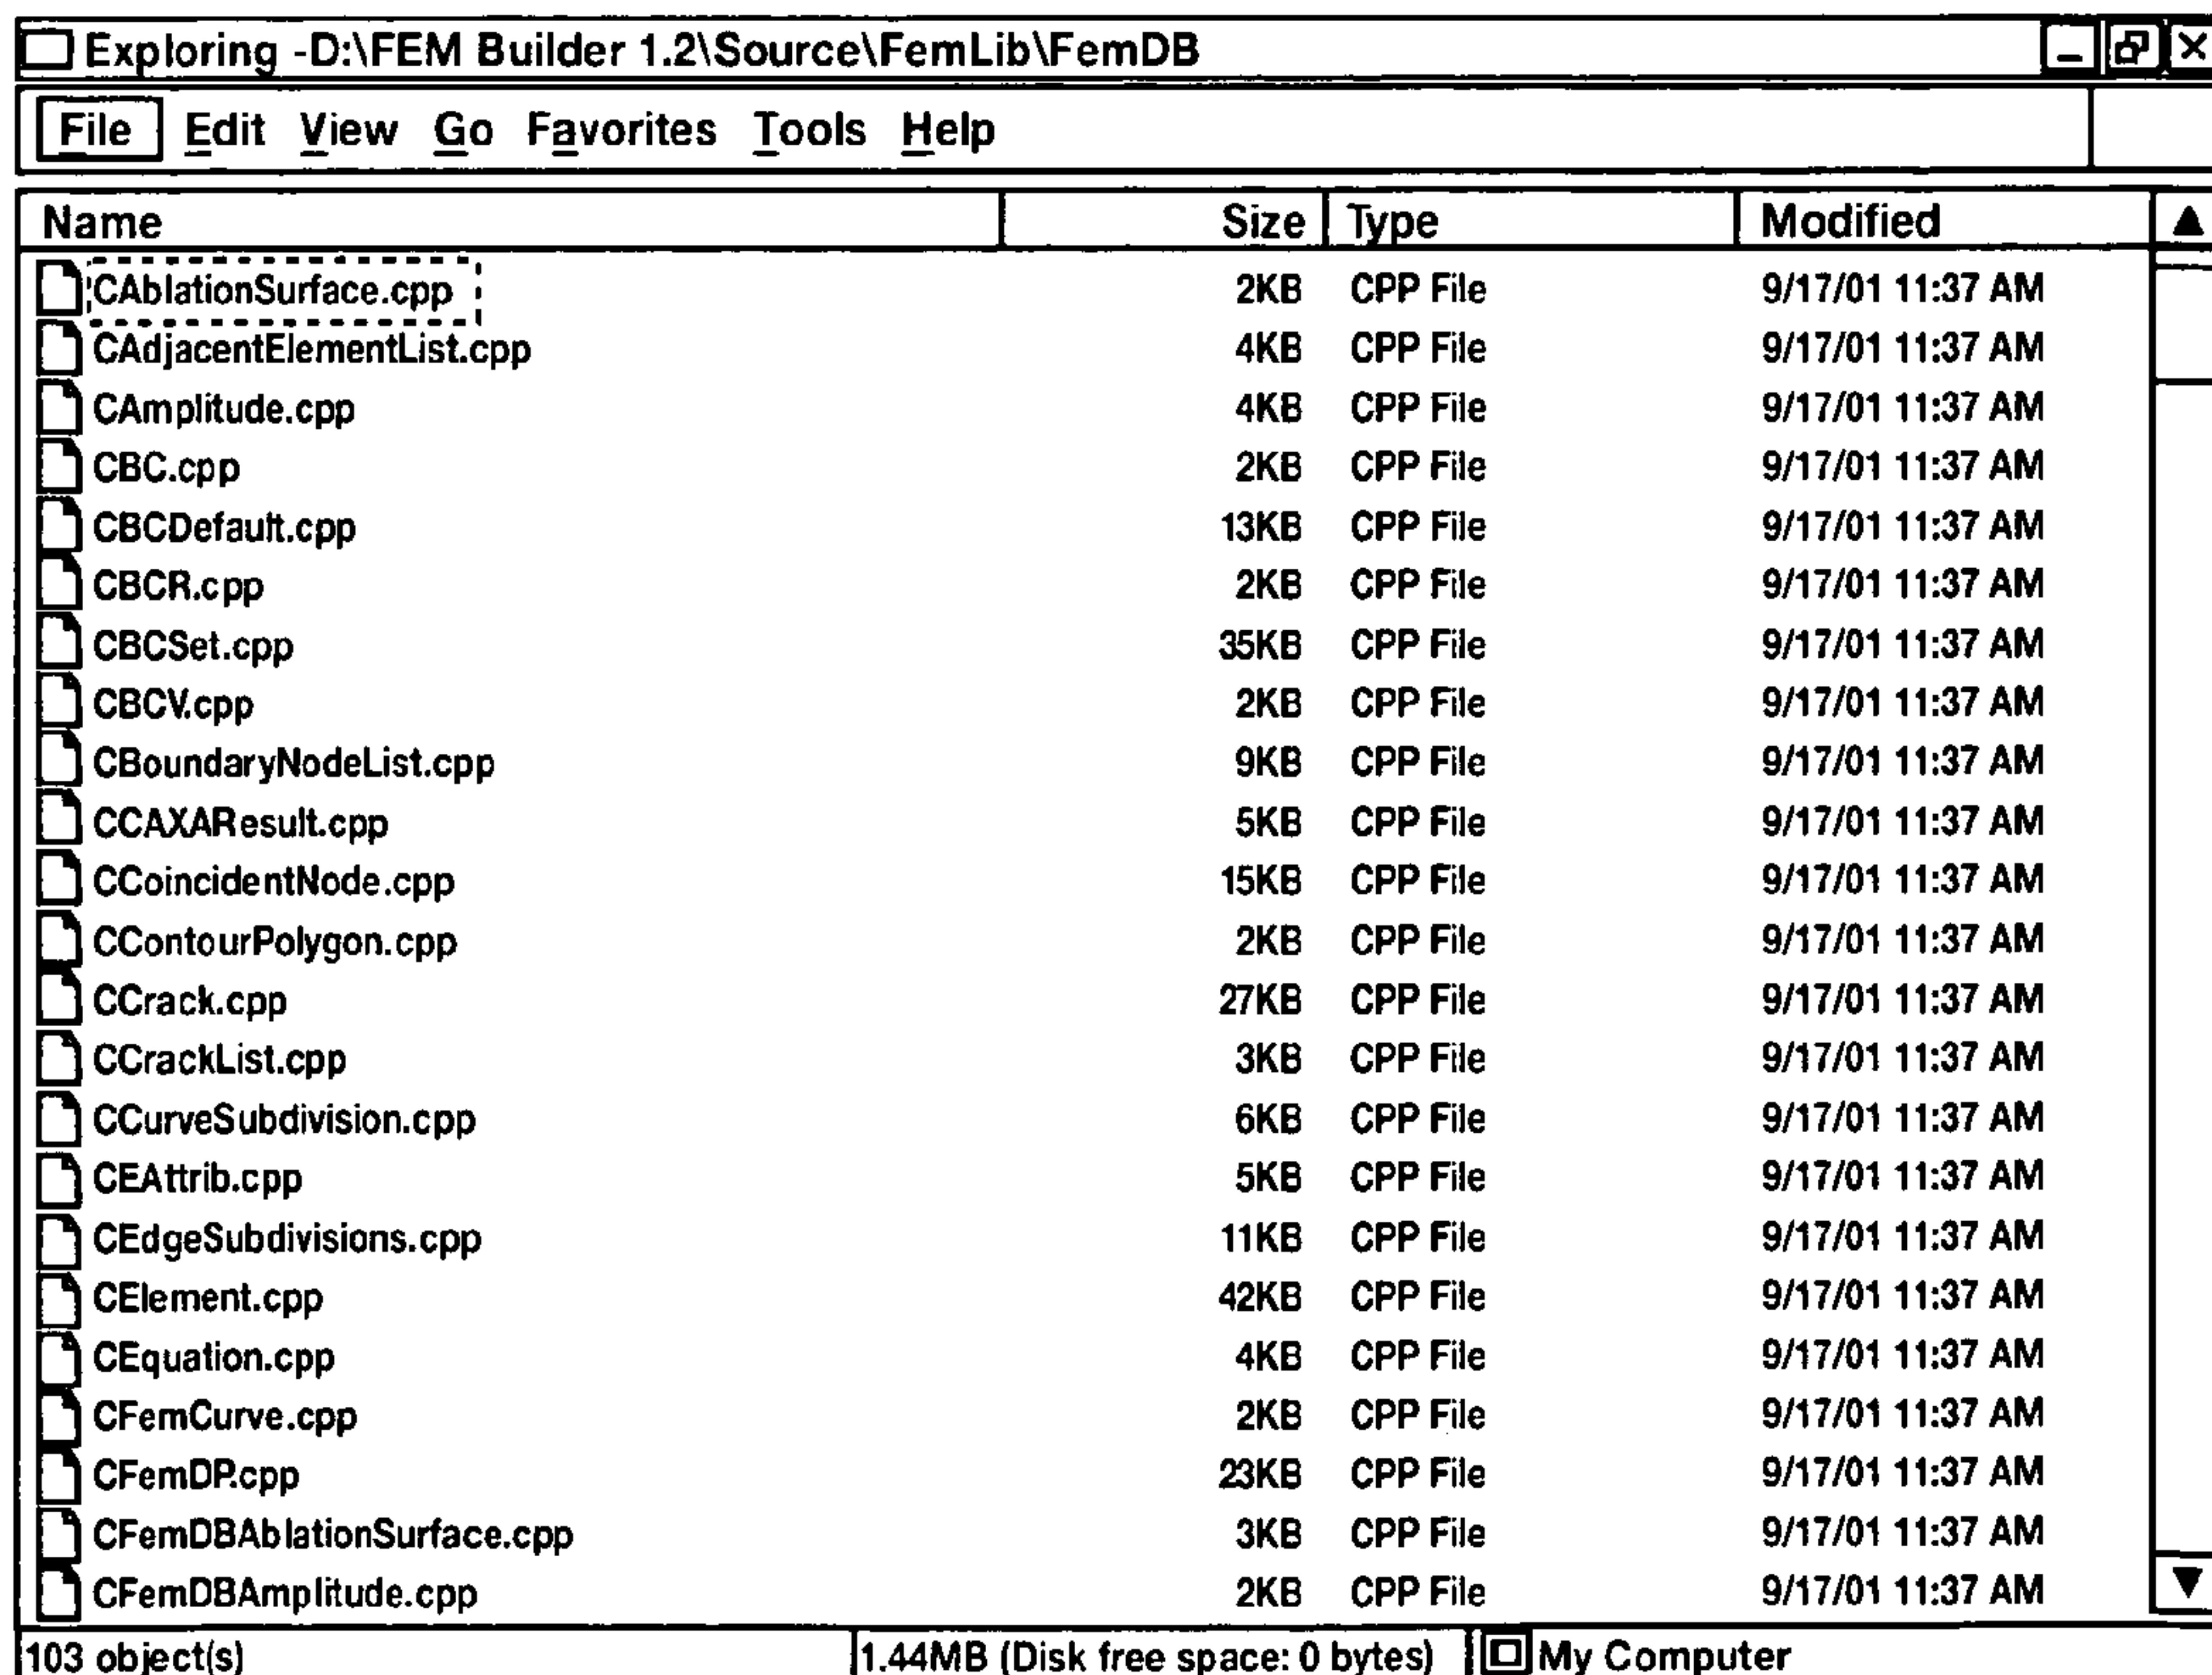 Exploring -D:\FEM Builder 1.2\Source\FemLib\FemDB
File Edit View Go Favorites Tools Help
Name Size Type Modified
CAblationSurface.cpp 2KB CPP File 9/17/01 11:37 AM
CAdjacentElementList.cpp 4KB CPP File 9/17/01 11:37 AM
CAmplitude.cpp 4KB CPP File 9/17/01 11:37 AM
CBC.cpp 2KB CPP File 9/17/01 11:37 AM
CBCDefault.cpp 13KB CPP File 9/17/01 11:37 AM
CBCR.cpp 2KB CPP File 9/17/01 11:37 AM
CBCSet.cpp 35KB CPP File 9/17/01 11:37 AM
CBCV.cpp 2KB CPP File 9/17/01 11:37 AM
CBoundaryNodeList.cpp 9KB CPP File 9/17/01 11:37 AM
CCAXAResult.cpp 5KB CPP File 9/17/01 11:37 AM
CCoincidentNode.cpp 15KB CPP File 9/17/01 11:37 AM
CContourPolygon.cpp 2KB CPP File 9/17/01 11:37 AM
CCrack.cpp 27KB CPP File 9/17/01 11:37 AM
CCrackList.cpp 3KB CPP File 9/17/01 11:37 AM
CCurveSubdivision.cpp 6KB CPP File 9/17/01 11:37 AM
CEAttrib.cpp 5KB CPP File 9/17/01 11:37 AM
CEdgeSubdivisions.cpp 11KB CPP File 9/17/01 11:37 AM
CElement.cpp 42KB CPP File 9/17/01 11:37 AM
CEquation.cpp 4KB CPP File 9/17/01 11:37 AM
CFemCurve.cpp 2KB CPP File 9/17/01 11:37 AM
CFemDP.cpp 23KB CPP File 9/17/01 11:37 AM
CFemDBAblationSurface.cpp 3KB CPP File 9/17/01 11:37 AM
CFemDBAmplitude.cpp 2KB CPP File 9/17/01 11:37 AM
103 object(s) 1.44MB (Disk free space: 0 bytes) My Computer